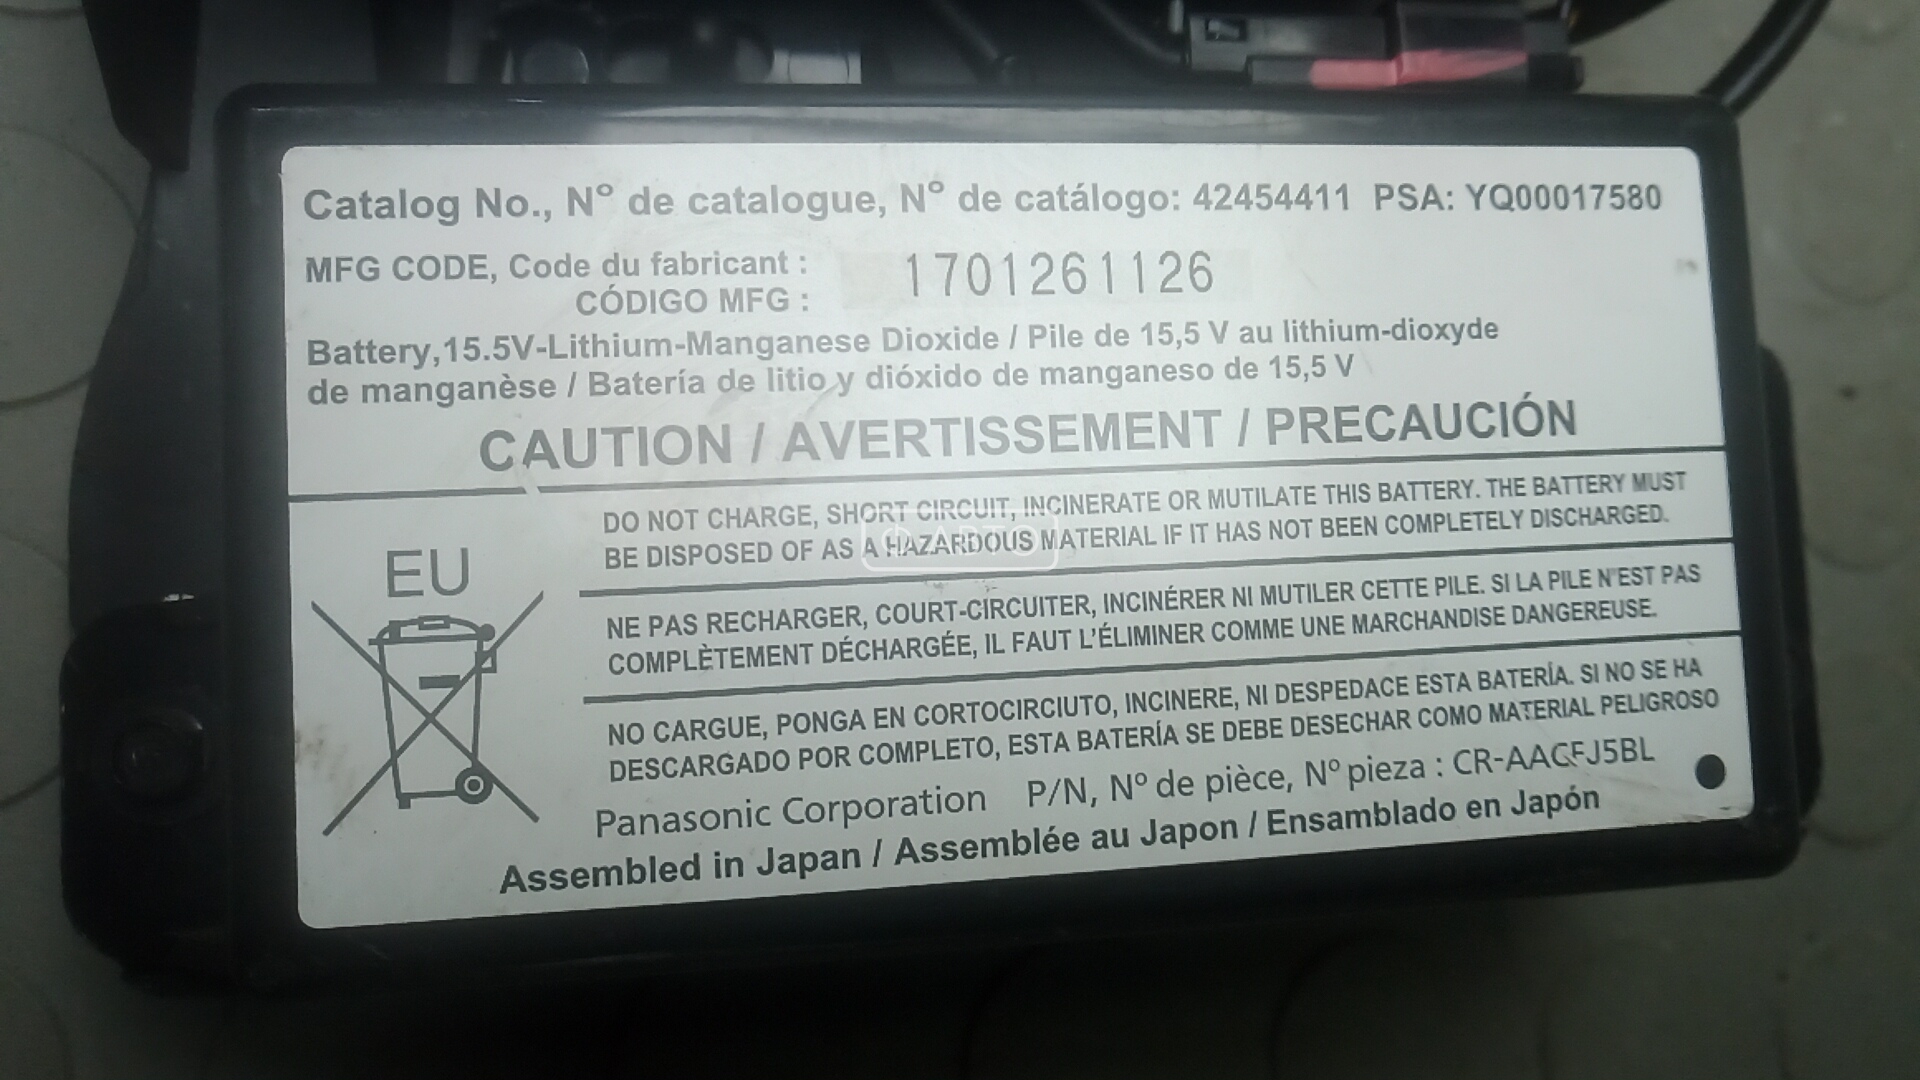 Catalog No., N° de catalogue, N° de catálogo: 42454411 PSA: YQ00017580
MFG CODE, Code du fabricant :
CÓDIGO MFG :
1701261126
Battery,15.5V-Lithium-Manganese Dioxide / Pile de 15,5 V au lithium-dioxyde
de manganèse / Batería de litio y dióxido de manganeso de 15,5 V
CAUTION / AVERTISSEMENT / PRECAUCIÓN
EU
DO NOT CHARGE, SHORT CIRCUIT, INCINERATE OR MUTILATE THIS BATTERY. THE BATTERY MUST
BE DISPOSED OF AS A HAZARDOUS MATERIAL IF IT HAS NOT BEEN COMPLETELY DISCHARGED.
NE PAS RECHARGER, COURT-CIRCUITER, INCINÉRER NI MUTILER CETTE PILE. SI LA PILE N'EST PAS
COMPLÈTEMENT DÉCHARGÉE, IL FAUT L'ÉLIMINER COMME UNE MARCHANDISE DANGEREUSE.
NO CARGUE, PONGA EN CORTOCIRCIUTO, INCINERE, NI DESPEDACE ESTA BATERÍA. SI NO SE HA
DESCARGADO POR COMPLETO, ESTA BATERÍA SE DEBE DESECHAR COMO MATERIAL PELIGROSO
Panasonic Corporation P/N, N° de pièce, N° pieza : CR-AACFJ5BL
Assembled in Japan / Assemblée au Japon / Ensamblado en Japón